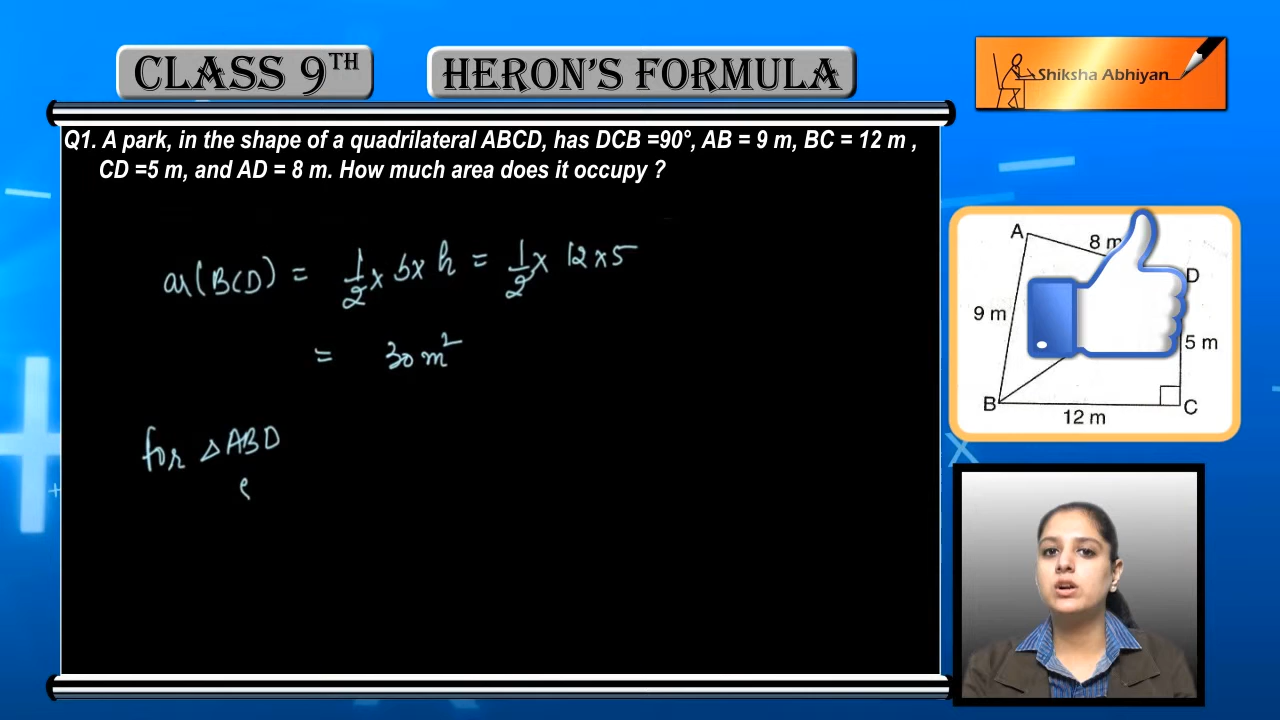 CLASS 9TH
HERON'S FORMULA
Shiksha Abhiyan
Q1. A park, in the shape of a quadrilateral ABCD, has DCB =90°, AB = 9 m, BC = 12 m ,
CD =5 m, and AD = 8 m. How much area does it occupy ?
ar(BCD) = 1/2 x b x h = 1/2 x 12 x 5
= 30 m²
for △ABD
A
8 m
D
9 m
5 m
B
12 m
C